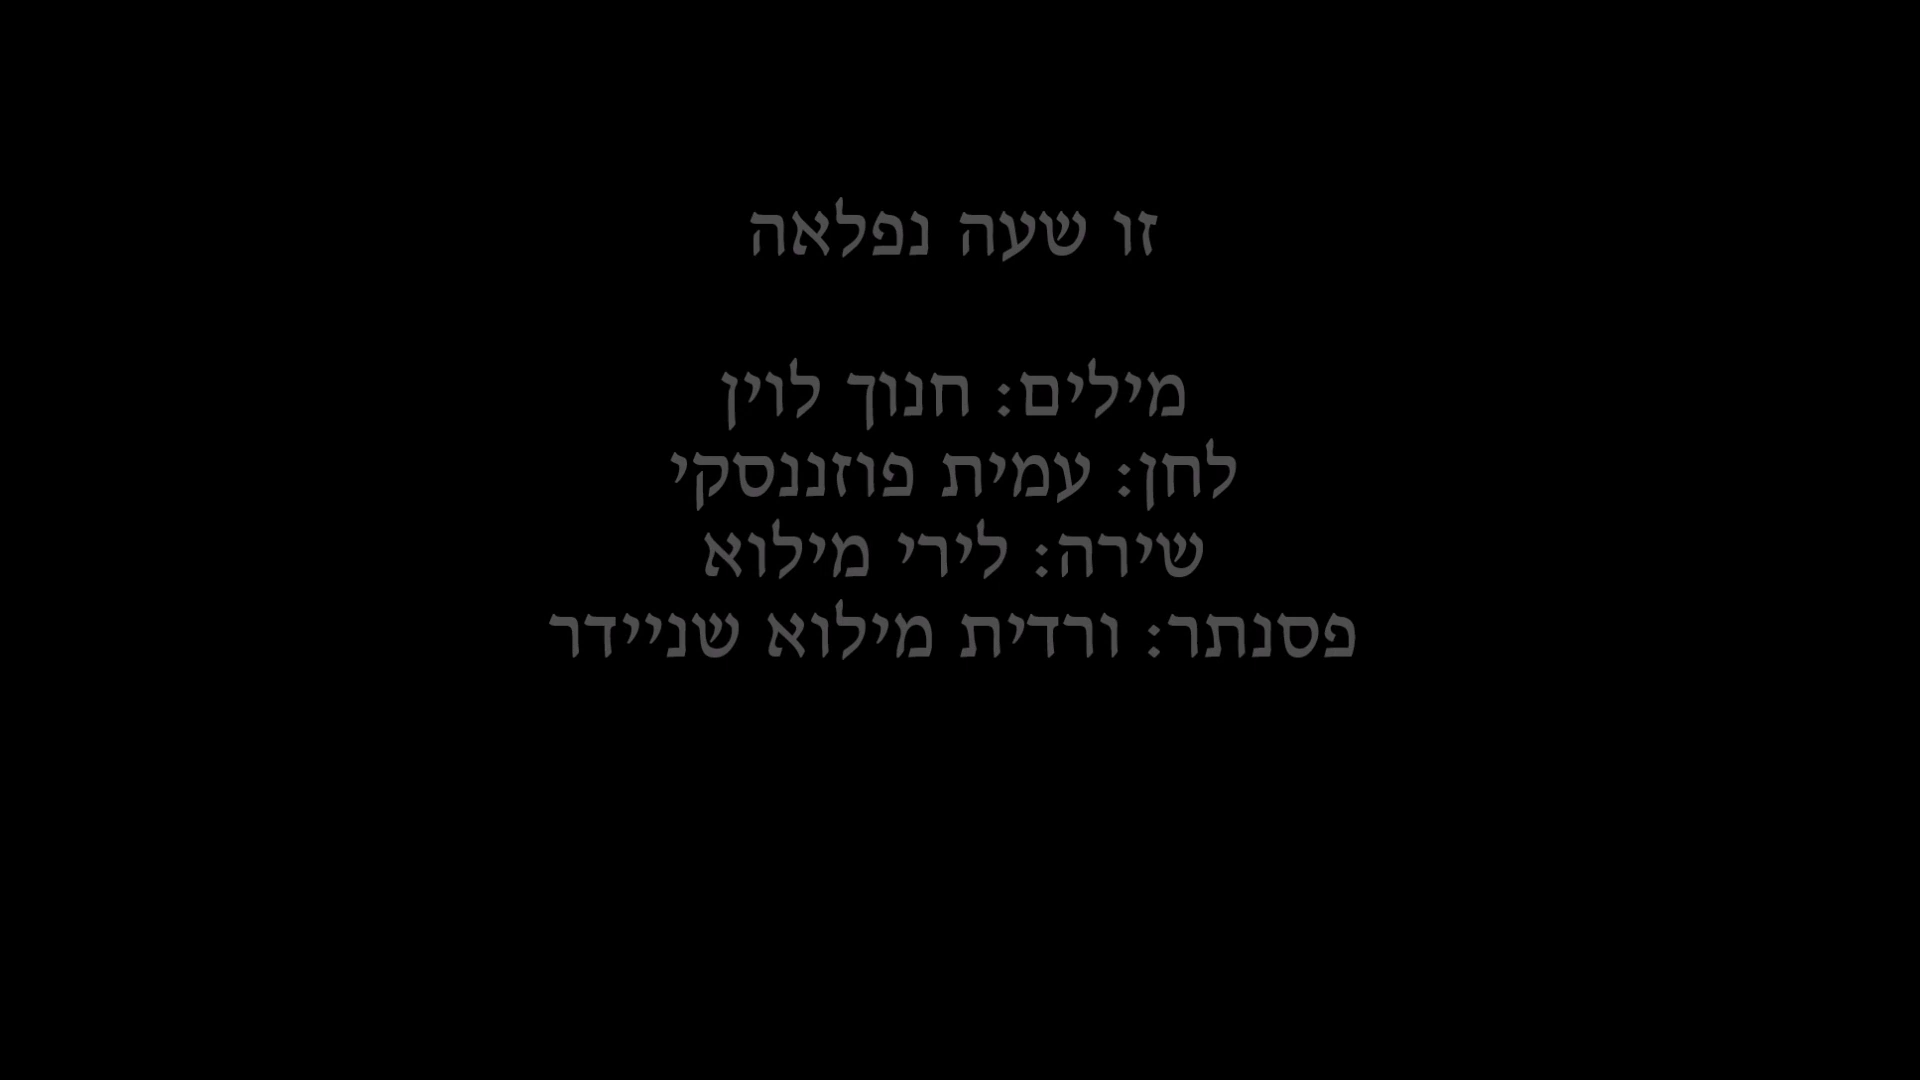 זו שעה נפלאה
מילים: חנוך לוין
לחן: עמית פוזננסקי
שירה: לירי מילוא
פסנתר: ורדית מילוא שניידר